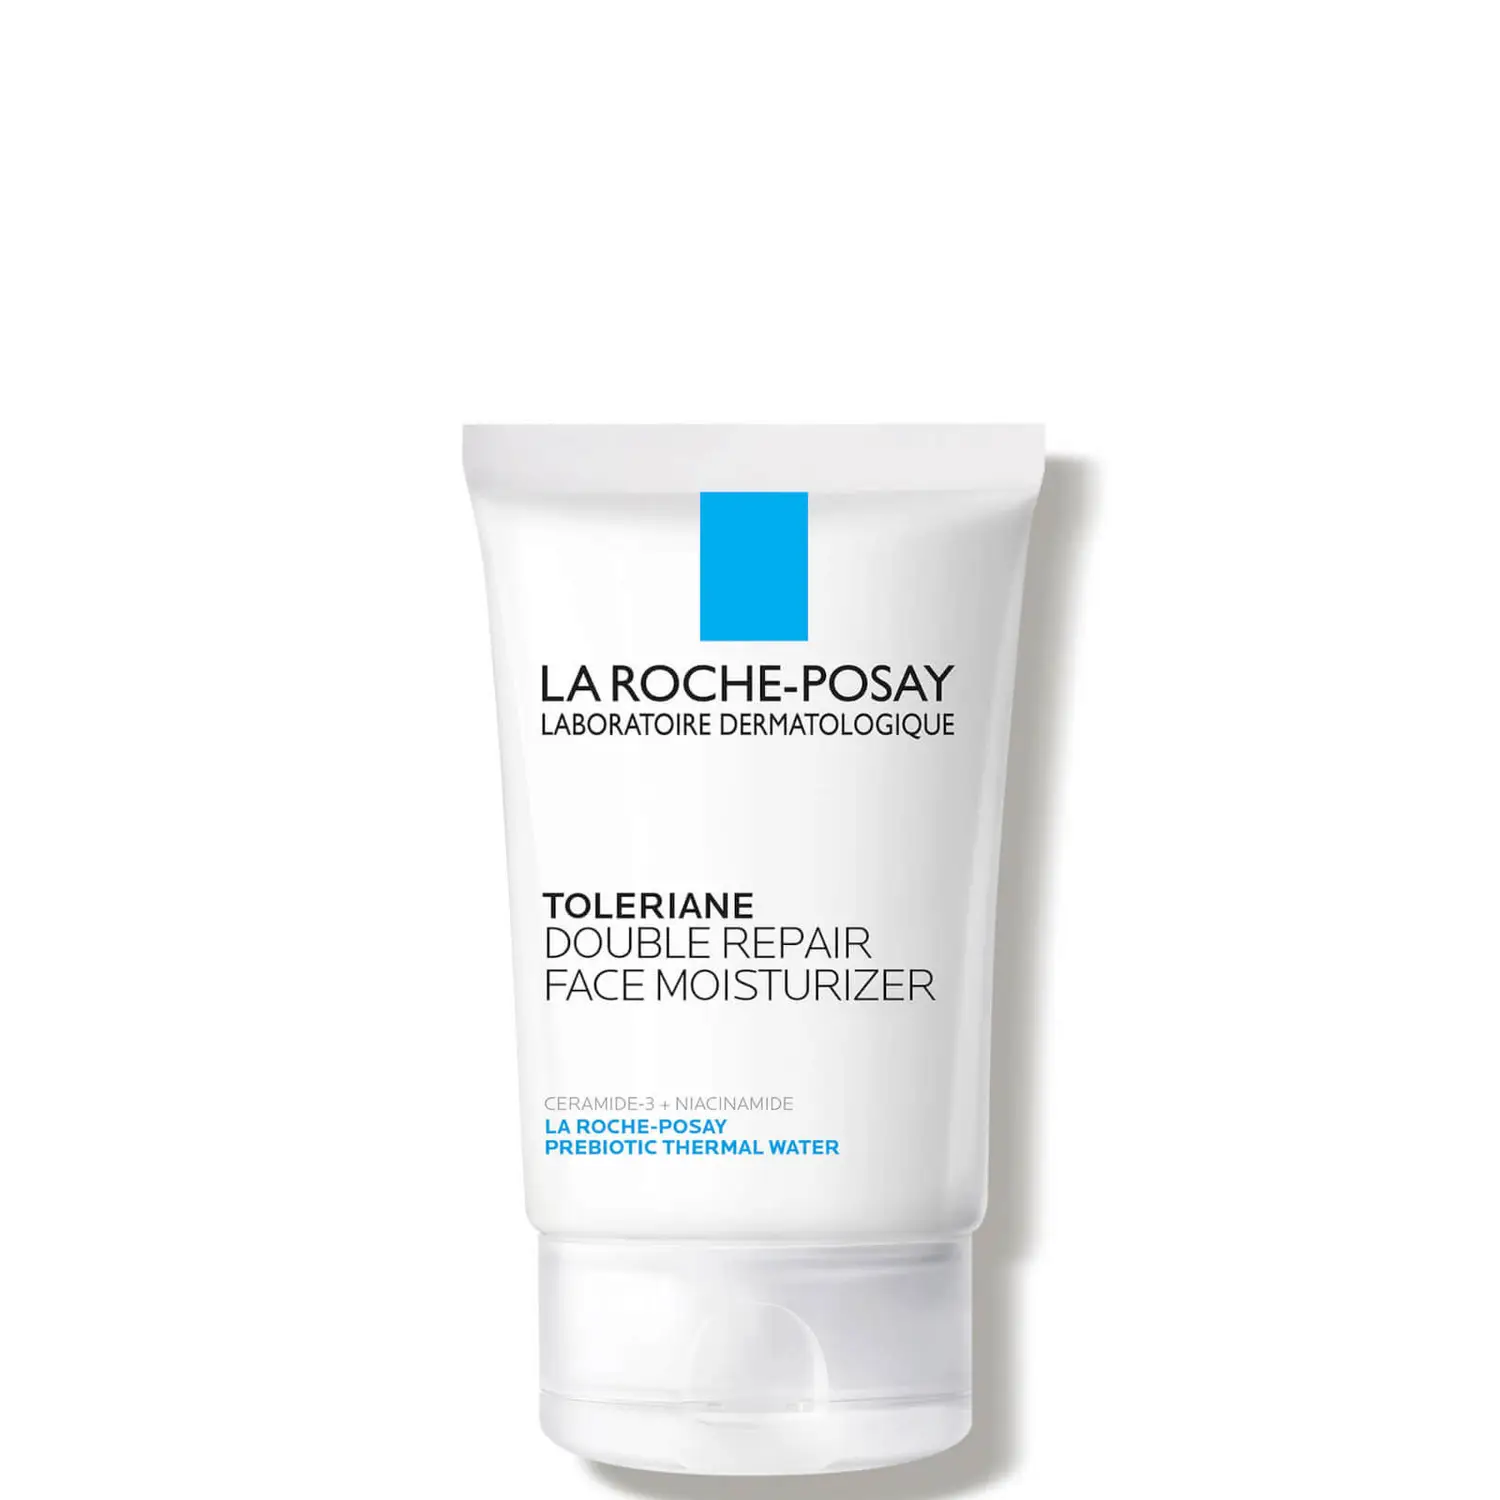 LA ROCHE-POSAY
LABORATOIRE DERMATOLOGIQUE
TOLERIANE
DOUBLE REPAIR
FACE MOISTURIZER
CERAMIDE-3 + NIACINAMIDE
LA ROCHE-POSAY
PREBIOTIC THERMAL WATER